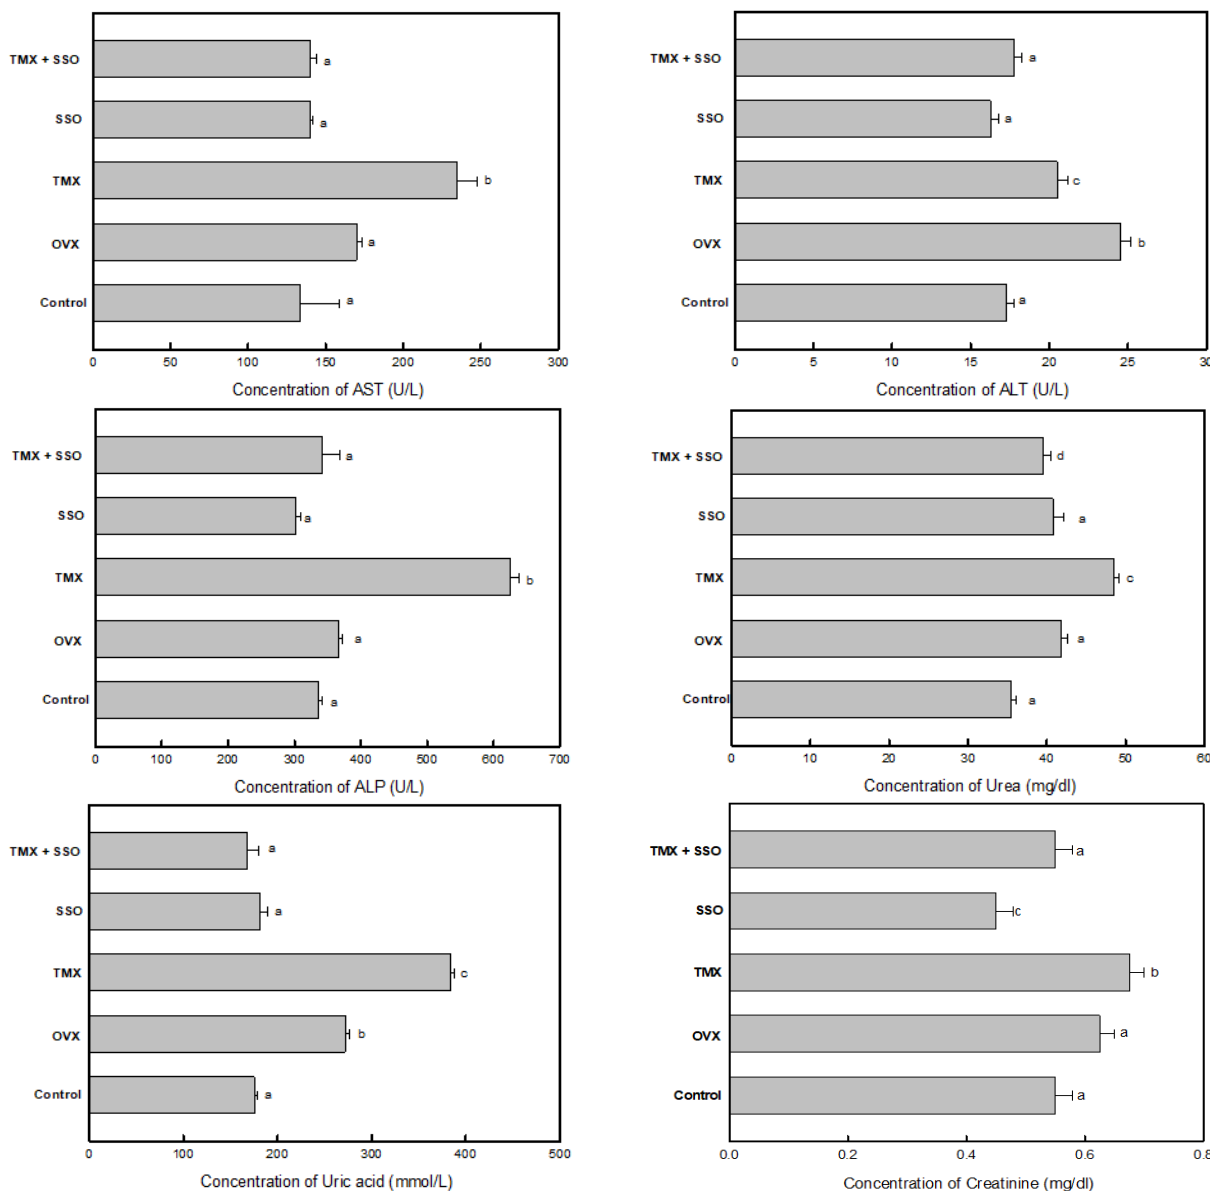 TMX + SSO a
SSO a
TMX b
OVX a
Control a
0 50 100 150 200 250 300
Concentration of AST (U/L)
TMX + SSO a
SSO a
TMX c
OVX b
Control a
0 5 10 15 20 25 30
Concentration of ALT (U/L)
TMX + SSO a
SSO a
TMX b
OVX a
Control a
0 100 200 300 400 500 600 700
Concentration of ALP (U/L)
TMX + SSO d
SSO a
TMX c
OVX a
Control a
0 10 20 30 40 50 60
Concentration of Urea (mg/dl)
TMX + SSO a
SSO a
TMX c
OVX b
Control a
0 100 200 300 400 500
Concentration of Uric acid (mmol/L)
TMX + SSO a
SSO c
TMX b
OVX a
Control a
0.0 0.2 0.4 0.6 0.8
Concentration of Creatinine (mg/dl)